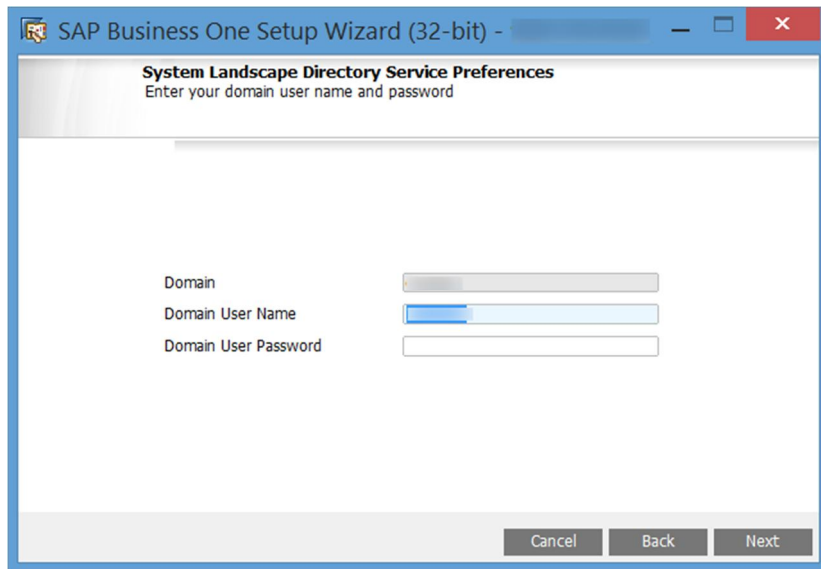 SAP Business One Setup Wizard (32-bit) -
System Landscape Directory Service Preferences
Enter your domain user name and password
Domain
Domain User Name
Domain User Password
Cancel Back Next